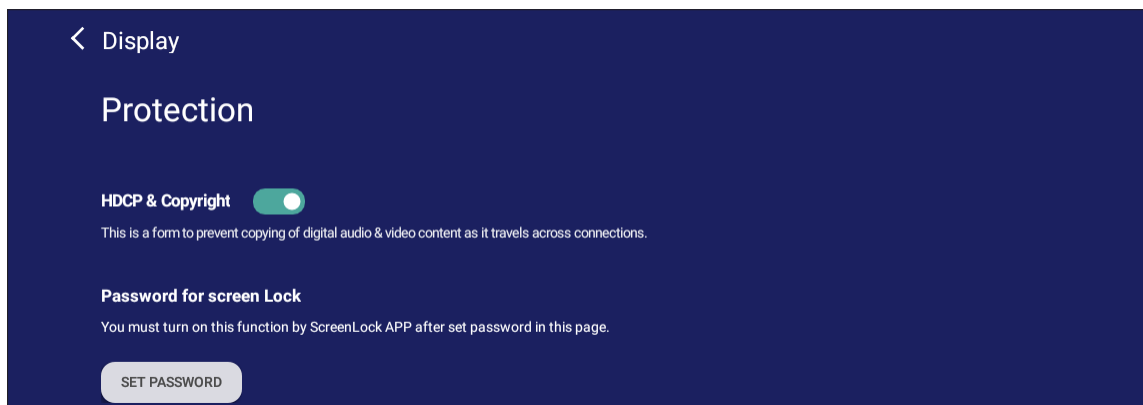 Display
Protection
HDCP & Copyright
This is a form to prevent copying of digital audio & video content as it travels across connections.
Password for screen Lock
You must turn on this function by ScreenLock APP after set password in this page.
SET PASSWORD